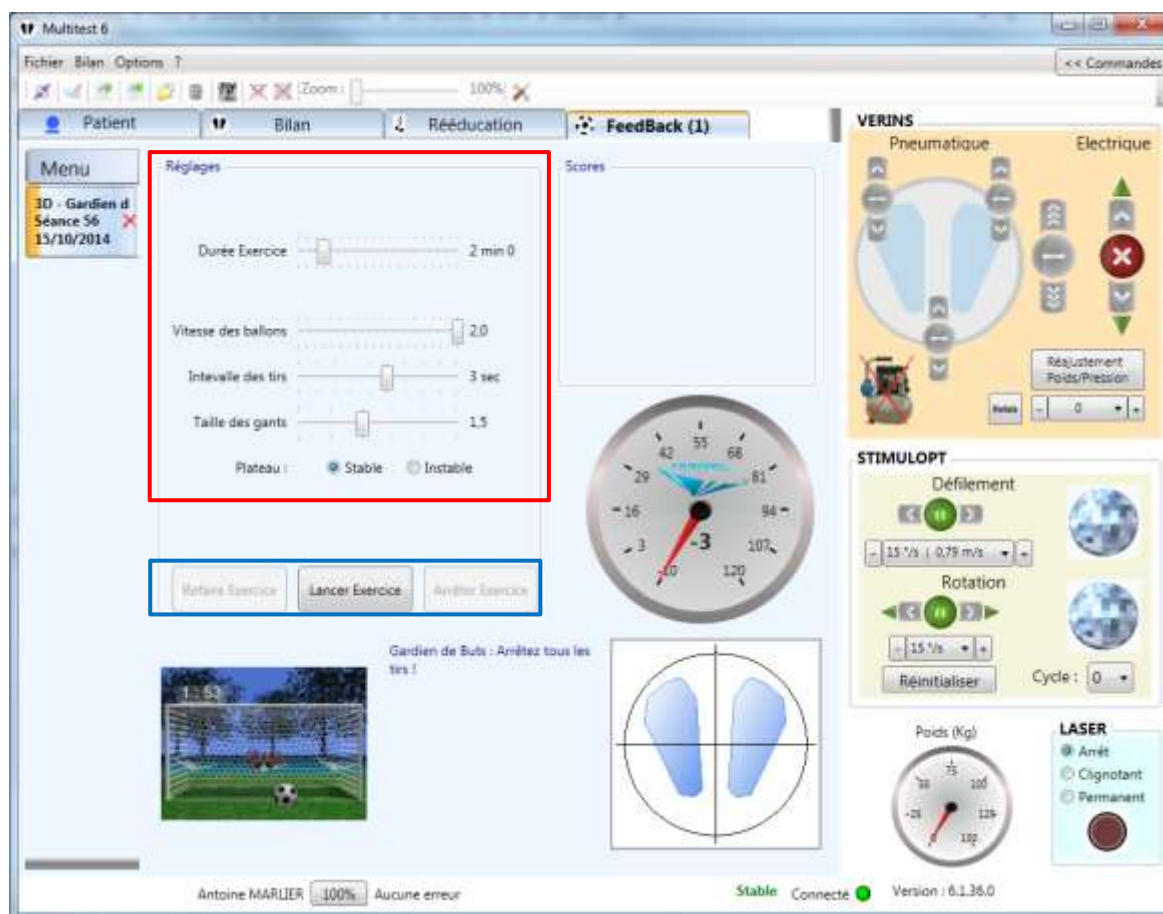 Multitest 6
Fichier Bilan Options ?
<< Commandes
Zoom : 100%
Patient
Bilan
Rééducation
FeedBack (1)
Menu
3D - Gardien d
Séance 56
15/10/2014
Réglages
Durée Exercice 2 min 0
Vitesse des ballons 2,0
Intevalle des tirs 3 sec
Taille des gants 1,5
Plateau : Stable Instable
Refaire Exercice Lancer Exercice Arrêter Exercice
Scores
-10 3 16 29 42 55 68 81 94 107 120
-3
Gardien de Buts : Arrêtez tous les
tirs !
1 : 53
VERINS
Pneumatique Electrique
Réajustement
Poids/Pression
- 0 +
STIMULOPT
Défilement
- 15 °/s | 0,79 m/s +
Rotation
- 15 °/s +
Réinitialiser
Cycle : 0
Poids (Kg)
0 25 50 75 100 125 150
LASER
Arrêt
Clignotant
Permanent
Antoine MARLIER 100% Aucune erreur
Stable Connecté Version : 6.1.36.0